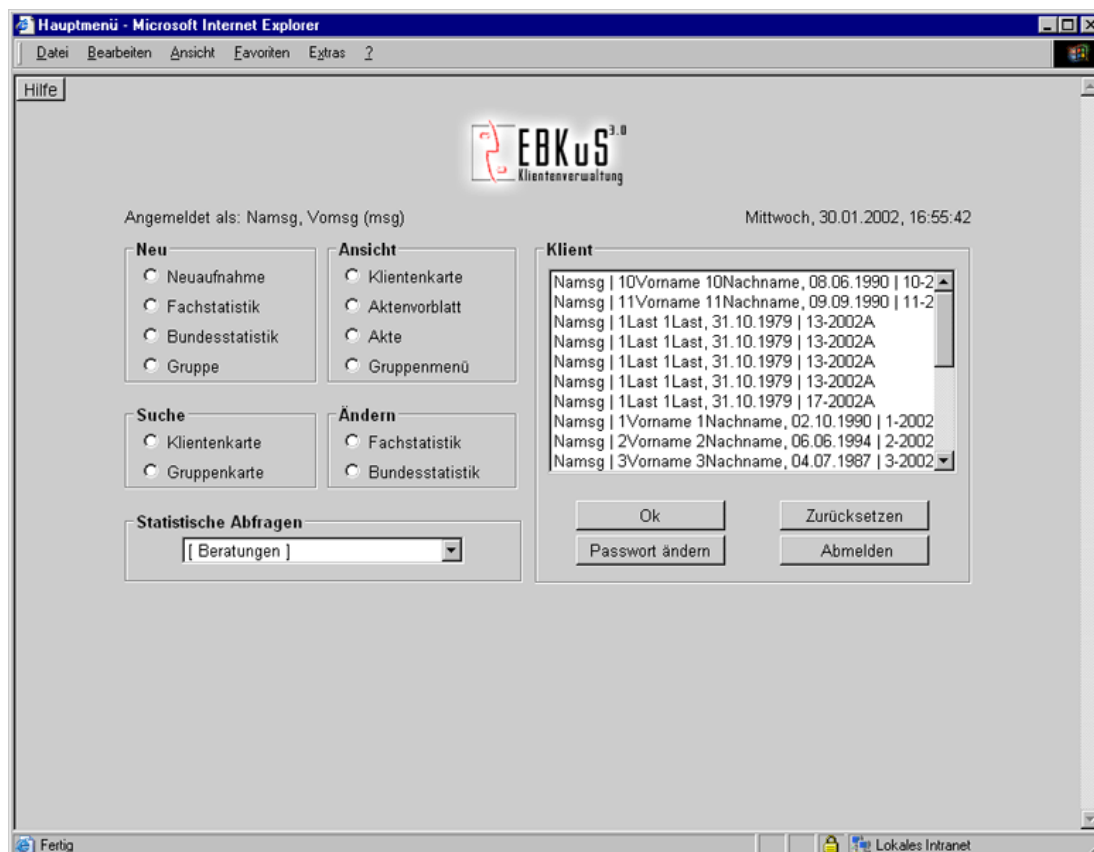 Hauptmenü - Microsoft Internet Explorer
Datei Bearbeiten Ansicht Favoriten Extras ?
Hilfe
EBKuS 3.0
Klientenverwaltung
Angemeldet als: Namsg, Vomsg (msg)
Mittwoch, 30.01.2002, 16:55:42
Neu
Neuaufnahme
Fachstatistik
Bundesstatistik
Gruppe
Ansicht
Klientenkarte
Aktenvorblatt
Akte
Gruppenmenü
Suche
Klientenkarte
Gruppenkarte
Ändern
Fachstatistik
Bundesstatistik
Statistische Abfragen
[ Beratungen ]
Klient
Namsg | 10Vorname 10Nachname, 08.06.1990 | 10-2
Namsg | 11Vorname 11Nachname, 09.09.1990 | 11-2
Namsg | 1Last 1Last, 31.10.1979 | 13-2002A
Namsg | 1Last 1Last, 31.10.1979 | 13-2002A
Namsg | 1Last 1Last, 31.10.1979 | 13-2002A
Namsg | 1Last 1Last, 31.10.1979 | 13-2002A
Namsg | 1Last 1Last, 31.10.1979 | 17-2002A
Namsg | 1Vorname 1Nachname, 02.10.1990 | 1-2002
Namsg | 2Vorname 2Nachname, 06.06.1994 | 2-2002
Namsg | 3Vorname 3Nachname, 04.07.1987 | 3-2002
Ok
Zurücksetzen
Passwort ändern
Abmelden
Fertig
Lokales Intranet